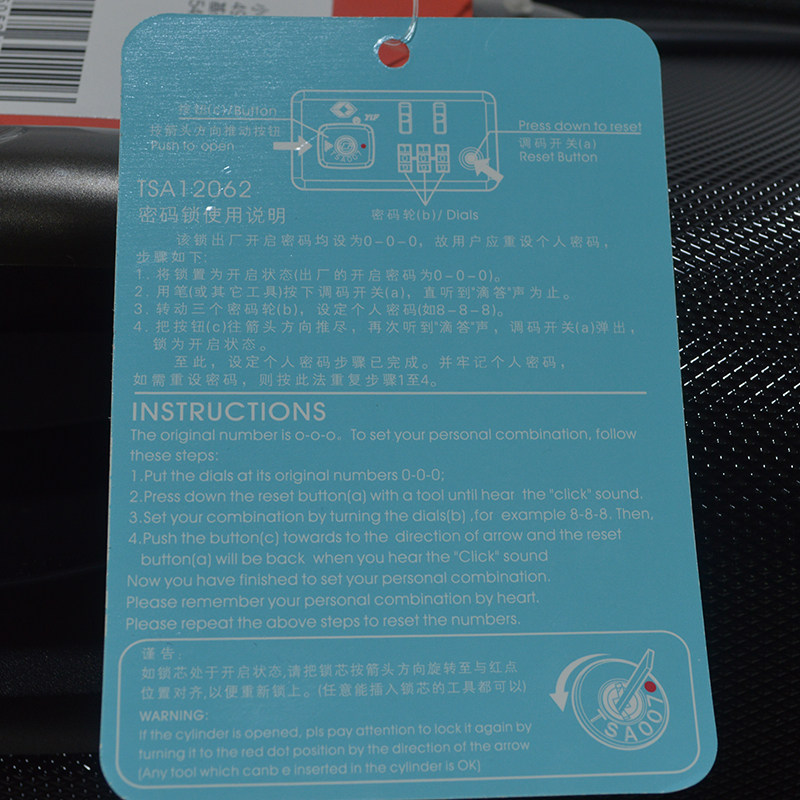 按钮(c)/Button
按箭头方向推动按钮
Push to open
Press down to reset
调码开关(a)
Reset Button
TSA007
TSA12062
密码锁使用说明
密码轮(b)/ Dials
该锁出厂开启密码均设为0-0-0，故用户应重设个人密码，
步骤如下:
1. 将锁置为开启状态(出厂的开启密码为0-0-0)。
2. 用笔(或其它工具)按下调码开关(a)，直听到"滴答"声为止。
3. 转动三个密码轮(b)，设定个人密码(如8-8-8)。
4. 把按钮(c)往箭头方向推尽，再次听到"滴答"声，调码开关(a)弹出，
锁为开启状态。
至此，设定个人密码步骤已完成。并牢记个人密码，
如需重设密码，则按此法重复步骤1至4。
INSTRUCTIONS
The original number is o-o-o. To set your personal combination, follow
these steps:
1.Put the dials at its original numbers 0-0-0;
2.Press down the reset button(a) with a tool until hear the "click" sound.
3.Set your combination by turning the dials(b) ,for example 8-8-8. Then,
4.Push the button(c) towards to the direction of arrow and the reset
button(a) will be back when you hear the "Click" sound
Now you have finished to set your personal combination.
Please remember your personal combination by heart.
Please repeat the above steps to reset the numbers.
谨告:
如锁芯处于开启状态,请把锁芯按箭头方向旋转至与红点
位置对齐,以便重新锁上。(任意能插入锁芯的工具都可以)
WARNING:
If the cylinder is opened, pls pay attention to lock it again by
turning it to the red dot position by the direction of the arrow
(Any tool which canb e inserted in the cylinder is OK)
TSA007